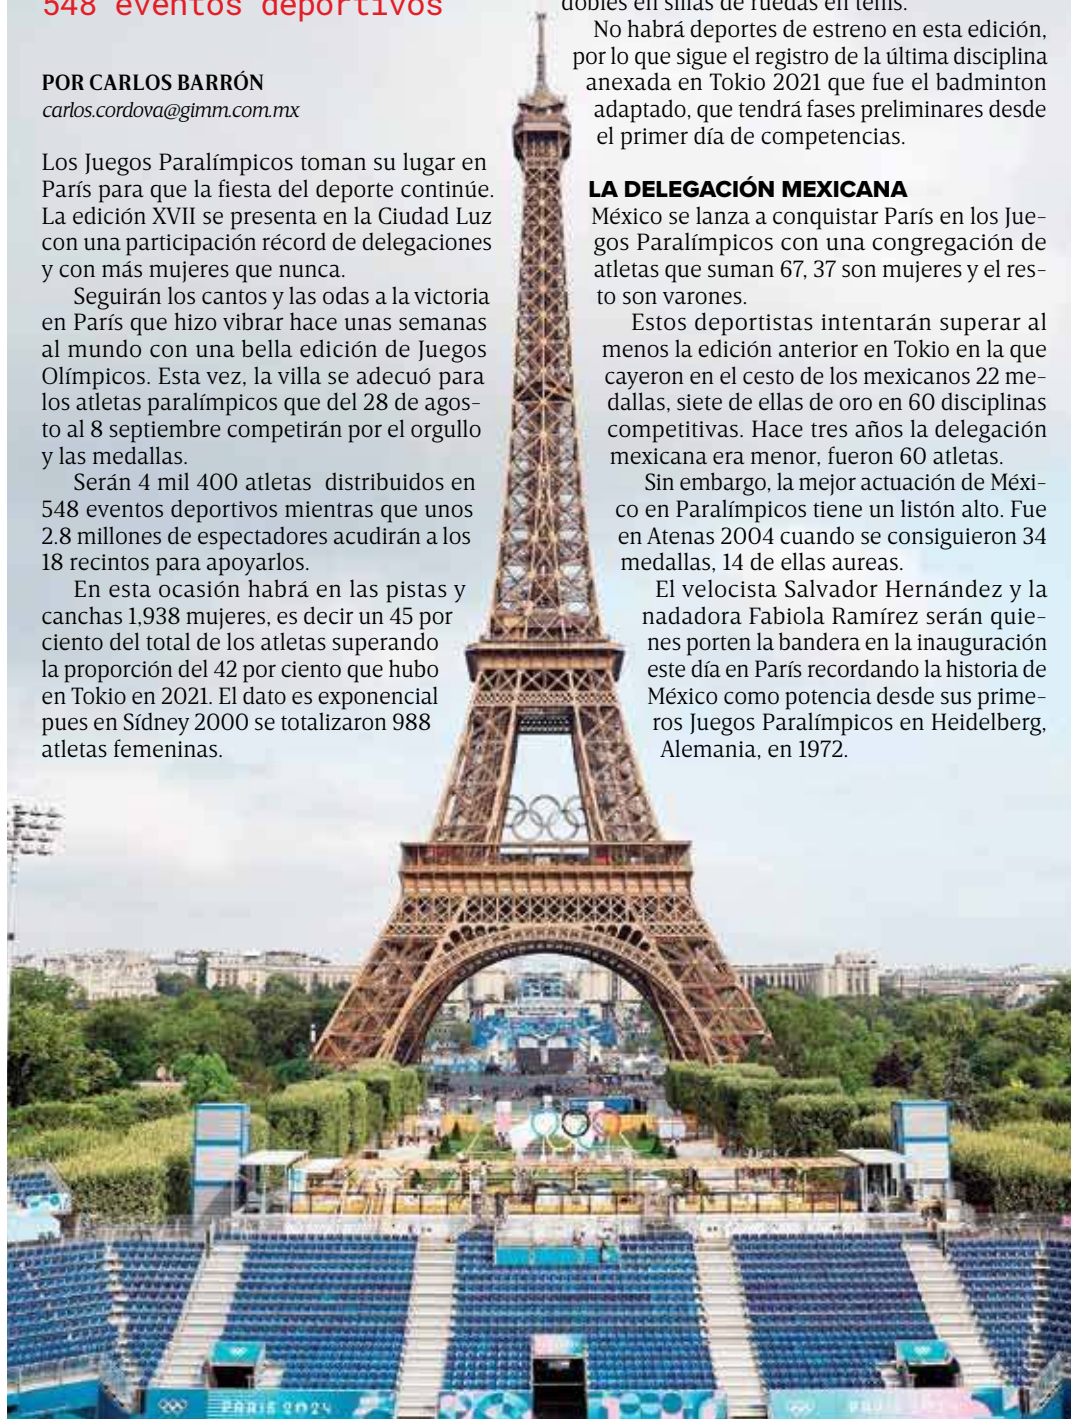 548 eventos deportivos
POR CARLOS BARRÓN
carlos.cordova@gimm.com.mx
Los Juegos Paralímpicos toman su lugar en
París para que la fiesta del deporte continúe.
La edición XVII se presenta en la Ciudad Luz
con una participación récord de delegaciones
y con más mujeres que nunca.
Seguirán los cantos y las odas a la victoria
en París que hizo vibrar hace unas semanas
al mundo con una bella edición de Juegos
Olímpicos. Esta vez, la villa se adecuó para
los atletas paralímpicos que del 28 de agos-
to al 8 septiembre competirán por el orgullo
y las medallas.
Serán 4 mil 400 atletas distribuidos en
548 eventos deportivos mientras que unos
2.8 millones de espectadores acudirán a los
18 recintos para apoyarlos.
En esta ocasión habrá en las pistas y
canchas 1,938 mujeres, es decir un 45 por
ciento del total de los atletas superando
la proporción del 42 por ciento que hubo
en Tokio en 2021. El dato es exponencial
pues en Sídney 2000 se totalizaron 988
atletas femeninas.
dobles en sillas de ruedas en tenis.
No habrá deportes de estreno en esta edición,
por lo que sigue el registro de la última disciplina
anexada en Tokio 2021 que fue el badminton
adaptado, que tendrá fases preliminares desde
el primer día de competencias.
LA DELEGACIÓN MEXICANA
México se lanza a conquistar París en los Jue-
gos Paralímpicos con una congregación de
atletas que suman 67, 37 son mujeres y el res-
to son varones.
Estos deportistas intentarán superar al
menos la edición anterior en Tokio en la que
cayeron en el cesto de los mexicanos 22 me-
dallas, siete de ellas de oro en 60 disciplinas
competitivas. Hace tres años la delegación
mexicana era menor, fueron 60 atletas.
Sin embargo, la mejor actuación de Méxi-
co en Paralímpicos tiene un listón alto. Fue
en Atenas 2004 cuando se consiguieron 34
medallas, 14 de ellas aureas.
El velocista Salvador Hernández y la
nadadora Fabiola Ramírez serán quie-
nes porten la bandera en la inauguración
este día en París recordando la historia de
México como potencia desde sus prime-
ros Juegos Paralímpicos en Heidelberg,
Alemania, en 1972.
PARIS 2024
PARIS 2024